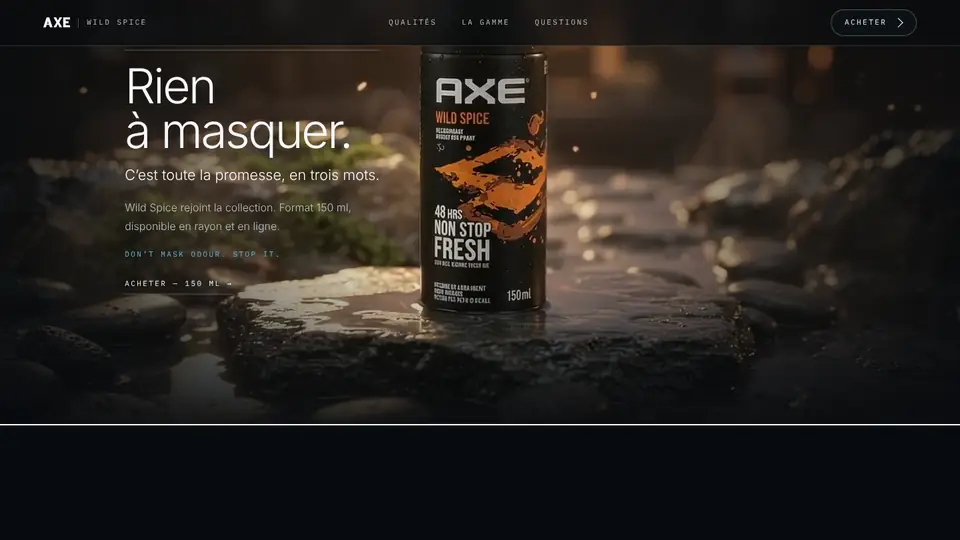 AXE | WILD SPICE
QUALITÉS
LA GAMME
QUESTIONS
ACHETER
Rien
à masquer.
C'est toute la promesse, en trois mots.
Wild Spice rejoint la collection. Format 150 ml,
disponible en rayon et en ligne.
DON'T MASK ODOUR. STOP IT.
ACHETER — 150 ML →
AXE
WILD SPICE
48 HRS
NON STOP
FRESH
150ml